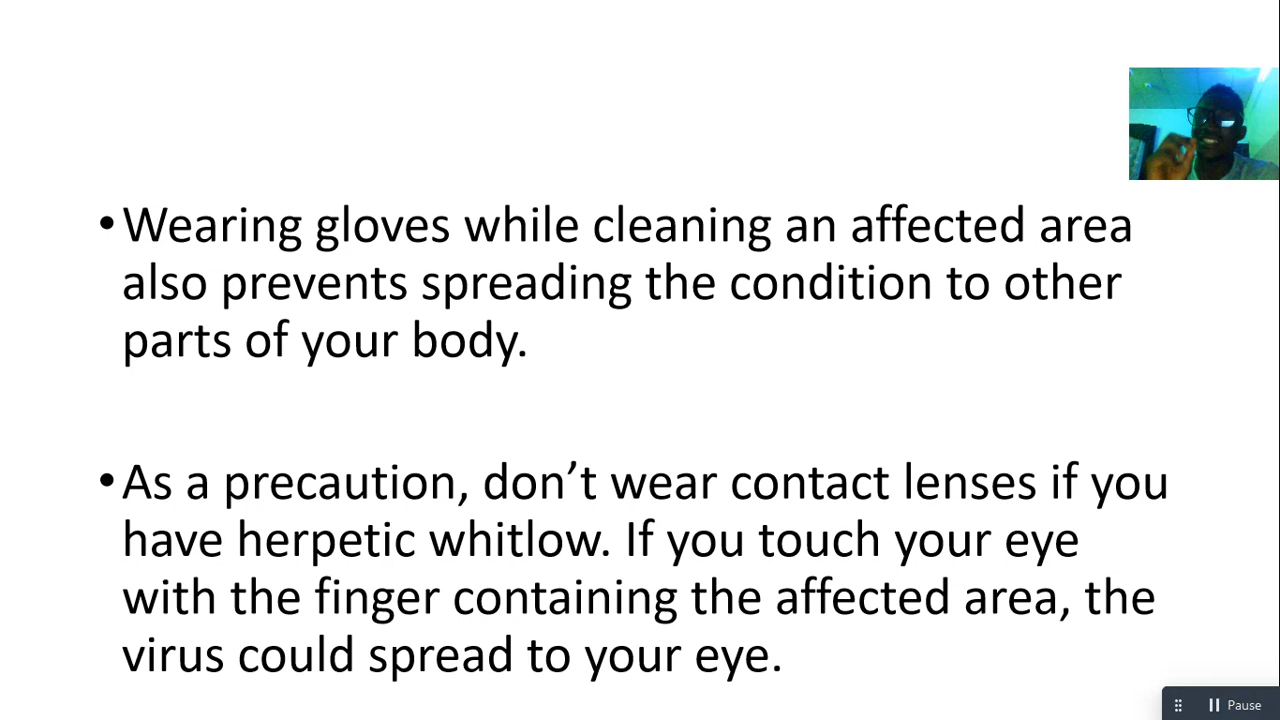 •Wearing gloves while cleaning an affected area
also prevents spreading the condition to other
parts of your body.
•As a precaution, don’t wear contact lenses if you
have herpetic whitlow. If you touch your eye
with the finger containing the affected area, the
virus could spread to your eye.
Pause